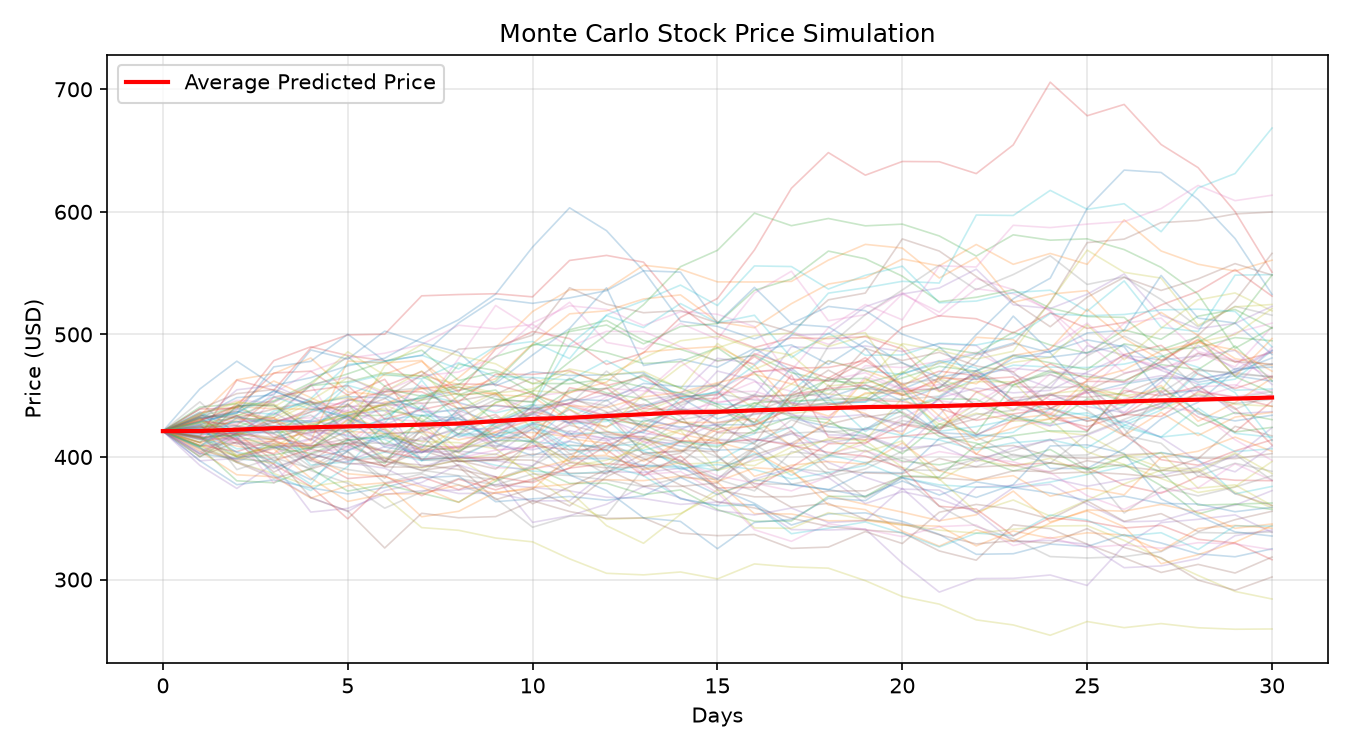 Monte Carlo Stock Price Simulation
Average Predicted Price
Price (USD)
700
600
500
400
300
0 5 10 15 20 25 30
Days